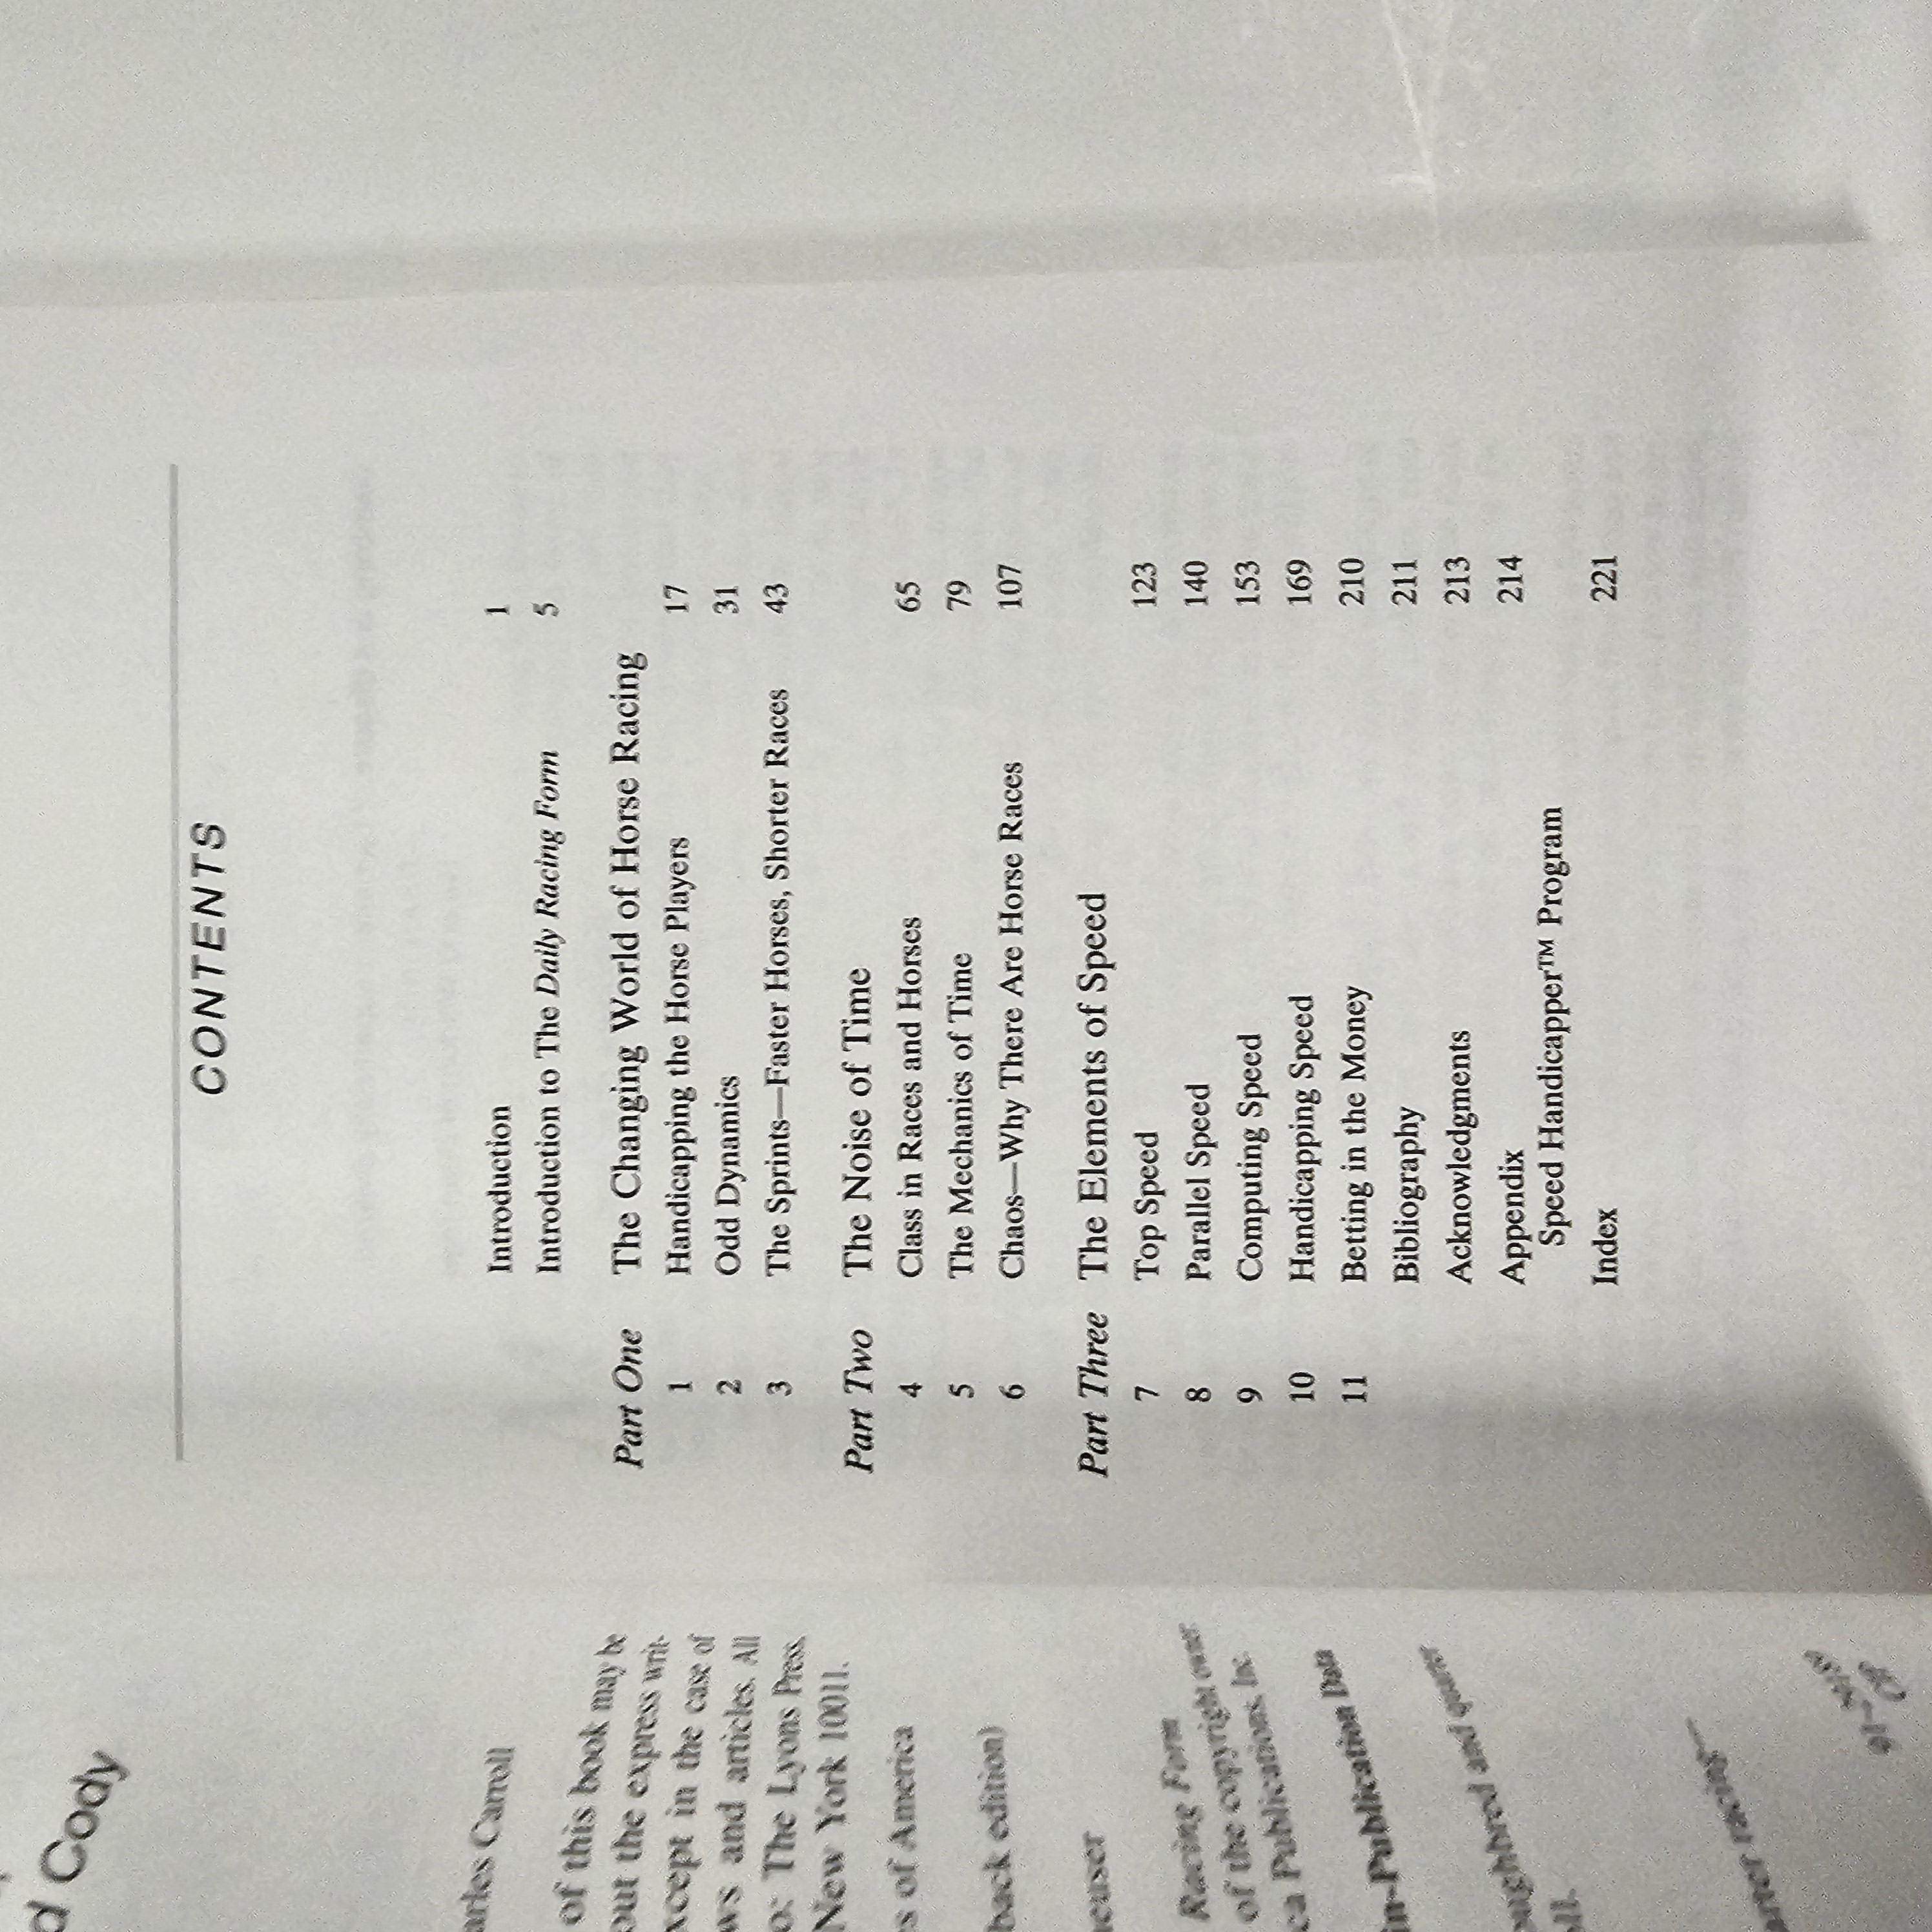 d Cody
arles Carroll
of this book may be
out the express writ-
xcept in the case of
ws and articles. All
o: The Lyons Press,
New York 10011.
es of America
back edition)
heuser
Racing Form
of the copyright owner
ca Publications, Inc.
in-Publication Data
oughbred and quarter
oll.
arter racing—
91-20189
CIP
CONTENTS
Introduction 1
Introduction to The Daily Racing Form 5
Part One The Changing World of Horse Racing
1 Handicapping the Horse Players 17
2 Odd Dynamics 31
3 The Sprints—Faster Horses, Shorter Races 43
Part Two The Noise of Time
4 Class in Races and Horses 65
5 The Mechanics of Time 79
6 Chaos—Why There Are Horse Races 107
Part Three The Elements of Speed
7 Top Speed 123
8 Parallel Speed 140
9 Computing Speed 153
10 Handicapping Speed 169
11 Betting in the Money 210
Bibliography 211
Acknowledgments 213
Appendix 214
Speed Handicapper™ Program
Index 221